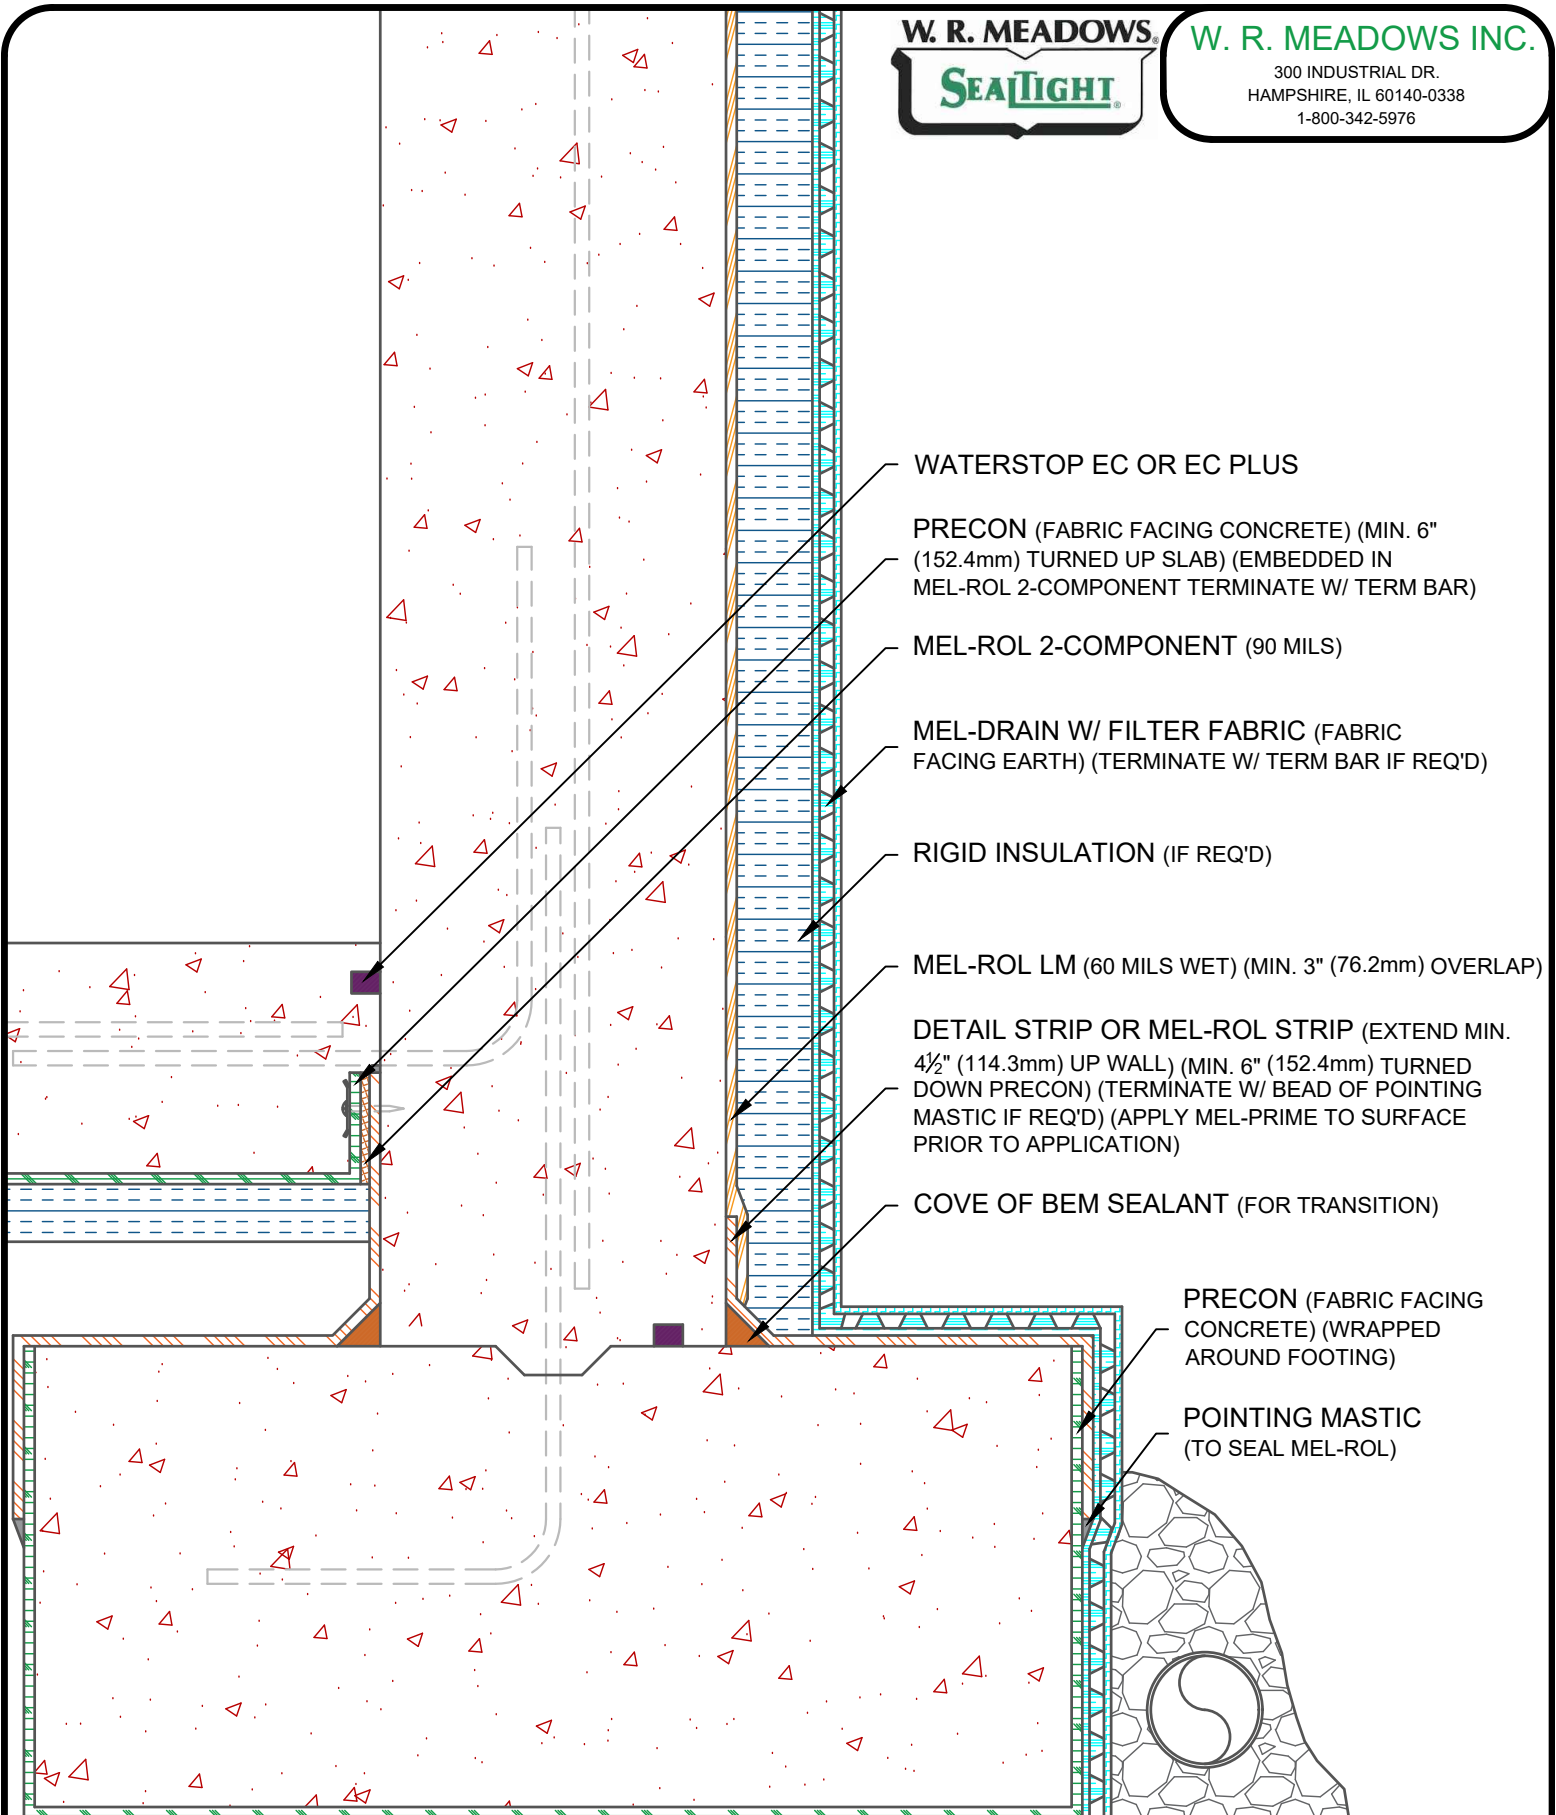 W. R. MEADOWS®
SEALTIGHT®
W. R. MEADOWS INC.
300 INDUSTRIAL DR.
HAMPSHIRE, IL 60140-0338
1-800-342-5976
WATERSTOP EC OR EC PLUS
PRECON (FABRIC FACING CONCRETE) (MIN. 6"
(152.4mm) TURNED UP SLAB) (EMBEDDED IN
MEL-ROL 2-COMPONENT TERMINATE W/ TERM BAR)
MEL-ROL 2-COMPONENT (90 MILS)
MEL-DRAIN W/ FILTER FABRIC (FABRIC
FACING EARTH) (TERMINATE W/ TERM BAR IF REQ'D)
RIGID INSULATION (IF REQ'D)
MEL-ROL LM (60 MILS WET) (MIN. 3" (76.2mm) OVERLAP)
DETAIL STRIP OR MEL-ROL STRIP (EXTEND MIN.
4½" (114.3mm) UP WALL) (MIN. 6" (152.4mm) TURNED
DOWN PRECON) (TERMINATE W/ BEAD OF POINTING
MASTIC IF REQ'D) (APPLY MEL-PRIME TO SURFACE
PRIOR TO APPLICATION)
COVE OF BEM SEALANT (FOR TRANSITION)
PRECON (FABRIC FACING
CONCRETE) (WRAPPED
AROUND FOOTING)
POINTING MASTIC
(TO SEAL MEL-ROL)